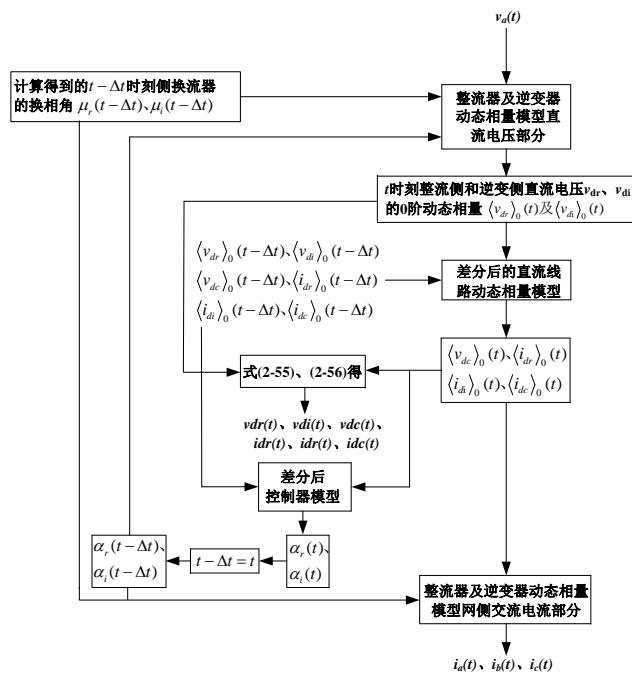 v_a(t)
计算得到的t−Δt时刻侧换流器
的换相角 μ_r(t−Δt)、μ_i(t−Δt)
整流器及逆变器
动态相量模型直
流电压部分
t时刻整流侧和逆变侧直流电压v_dr、v_di
的0阶动态相量 ⟨v_dr⟩_0(t)及⟨v_di⟩_0(t)
⟨v_dr⟩_0(t−Δt)、⟨v_di⟩_0(t−Δt)
⟨v_dc⟩_0(t−Δt)、⟨i_dr⟩_0(t−Δt)
⟨i_di⟩_0(t−Δt)、⟨i_dc⟩_0(t−Δt)
差分后的直流线
路动态相量模型
⟨v_dc⟩_0(t)、⟨i_dr⟩_0(t)
⟨i_di⟩_0(t)、⟨i_dc⟩_0(t)
式(2-55)、(2-56)得
vdr(t)、vdi(t)、vdc(t)、
idr(t)、idr(t)、idc(t)
差分后
控制器模型
α_r(t−Δt)、
α_i(t−Δt)
t−Δt=t
α_r(t)、
α_i(t)
整流器及逆变器动态相量
模型网侧交流电流部分
i_a(t)、i_b(t)、i_c(t)